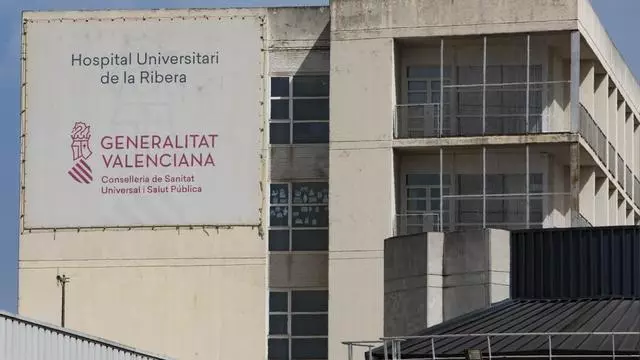 Hospital Universitari
de la Ribera
GENERALITAT
VALENCIANA
Conselleria de Sanitat
Universal i Salut Pública